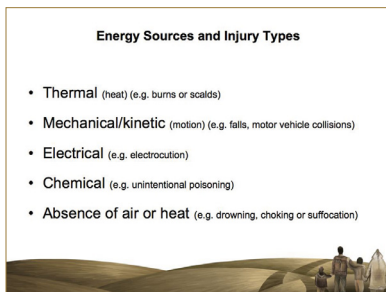 Energy Sources and Injury Types
• Thermal (heat) (e.g. burns or scalds)
• Mechanical/kinetic (motion) (e.g. falls, motor vehicle collisions)
• Electrical (e.g. electrocution)
• Chemical (e.g. unintentional poisoning)
• Absence of air or heat (e.g. drowning, choking or suffocation)